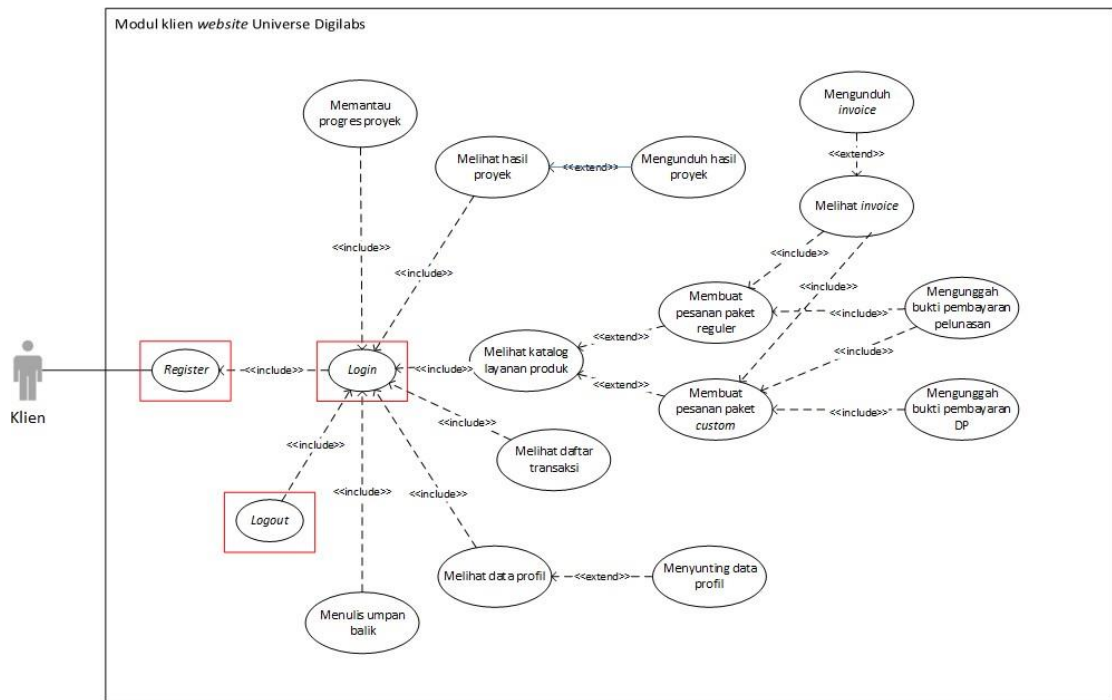 Modul klien website Universe Digilabs
Memantau
progres proyek
Mengunduh
invoice
<<extend>>
Melihat hasil
proyek
<<extend>>
Mengunduh hasil
proyek
Melihat invoice
<<include>>
<<include>>
<<include>>
<<include>>
Membuat
pesanan paket
reguler
<<include>>
Mengunggah
bukti pembayaran
pelunasan
<<extend>>
Klien
Register
<<include>>
Login
<<include>>
Melihat katalog
layanan produk
<<include>>
<<extend>>
Membuat
pesanan paket
custom
<<include>>
Mengunggah
bukti pembayaran
DP
<<include>>
<<include>>
Melihat daftar
transaksi
<<include>>
<<include>>
Logout
Melihat data profil
<<extend>>
Menyunting data
profil
Menulis umpan
balik